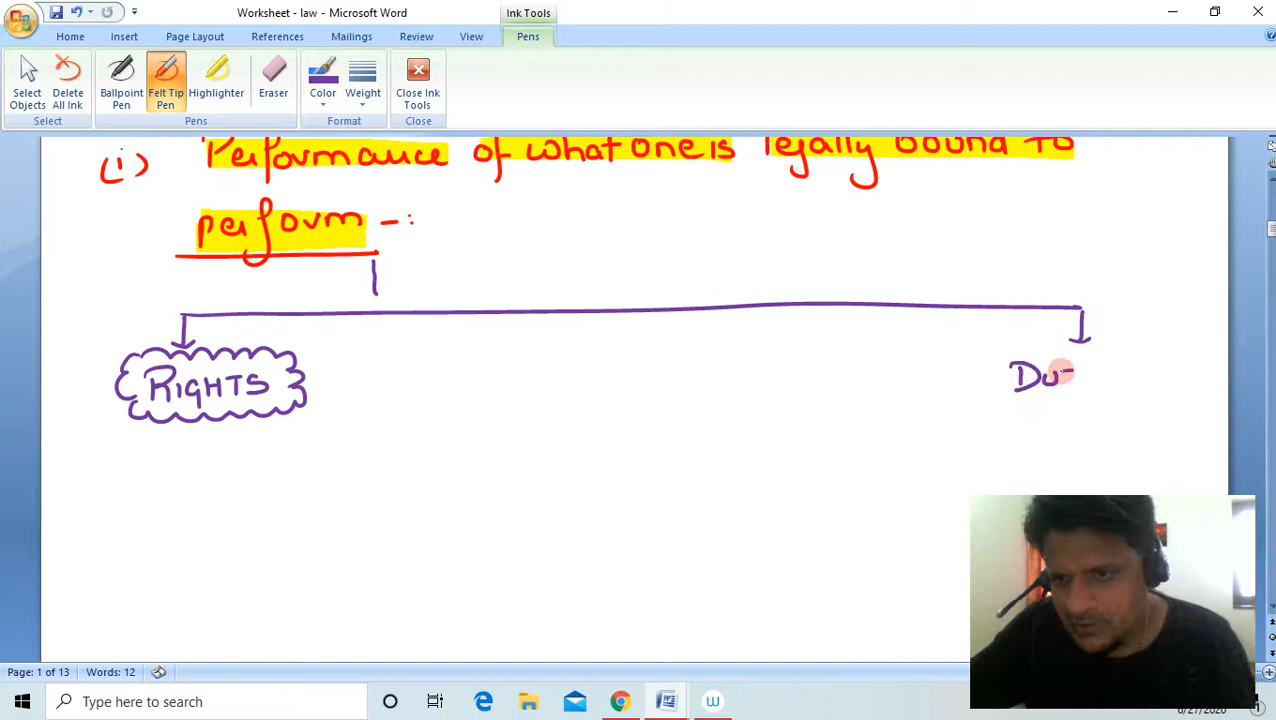 Worksheet - law - Microsoft Word
Ink Tools
Home Insert Page Layout References Mailings Review View Pens
Select Objects
Delete All Ink
Ballpoint Pen
Felt Tip Pen
Highlighter
Eraser
Color
Weight
Close Ink Tools
Select Pens Format Close
(i) Performance of what one is legally bound to
perform -:
RIGHTS
Du
Page: 1 of 13 Words: 12
Type here to search
6/27/2020